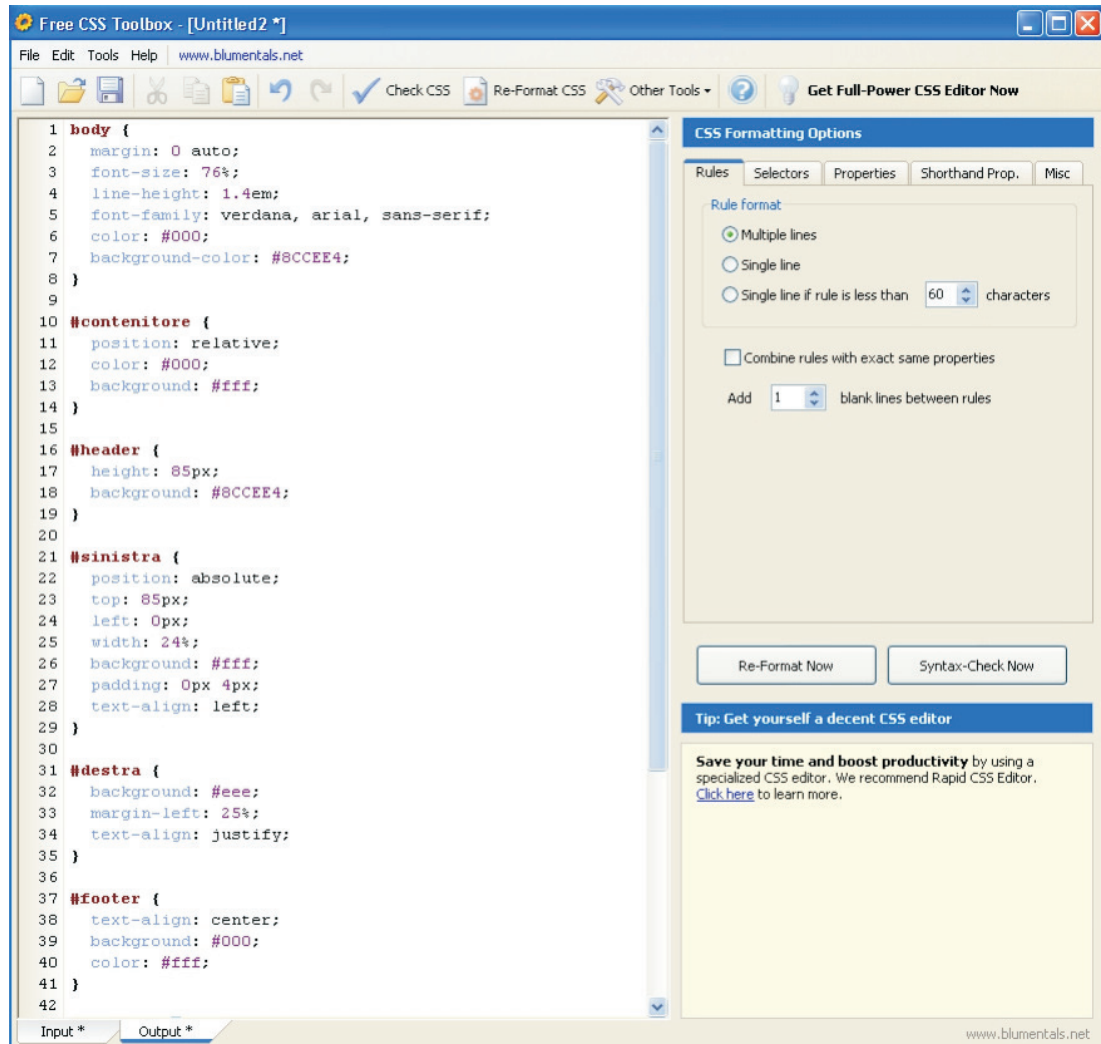 Free CSS Toolbox - [Untitled2 *]
File Edit Tools Help www.blumentals.net
Check CSS Re-Format CSS Other Tools Get Full-Power CSS Editor Now
1 body {
2 margin: 0 auto;
3 font-size: 76%;
4 line-height: 1.4em;
5 font-family: verdana, arial, sans-serif;
6 color: #000;
7 background-color: #8CCEE4;
8 }
9
10 #contenitore {
11 position: relative;
12 color: #000;
13 background: #fff;
14 }
15
16 #header {
17 height: 85px;
18 background: #8CCEE4;
19 }
20
21 #sinistra {
22 position: absolute;
23 top: 85px;
24 left: 0px;
25 width: 24%;
26 background: #fff;
27 padding: 0px 4px;
28 text-align: left;
29 }
30
31 #destra {
32 background: #eee;
33 margin-left: 25%;
34 text-align: justify;
35 }
36
37 #footer {
38 text-align: center;
39 background: #000;
40 color: #fff;
41 }
42
Input * Output *
CSS Formatting Options
Rules Selectors Properties Shorthand Prop. Misc
Rule format
Multiple lines
Single line
Single line if rule is less than 60 characters
Combine rules with exact same properties
Add 1 blank lines between rules
Re-Format Now Syntax-Check Now
Tip: Get yourself a decent CSS editor
Save your time and boost productivity by using a
specialized CSS editor. We recommend Rapid CSS Editor.
Click here to learn more.
www.blumentals.net